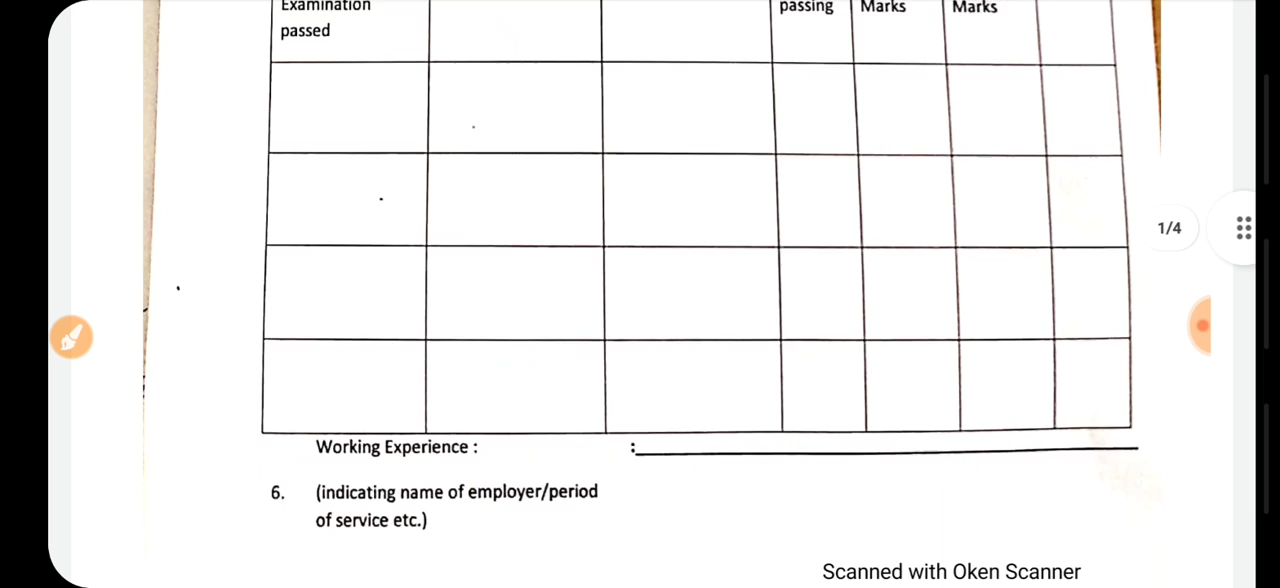 Examination passing Marks Marks
passed
1/4
Working Experience : :
6. (indicating name of employer/period
of service etc.)
Scanned with Oken Scanner